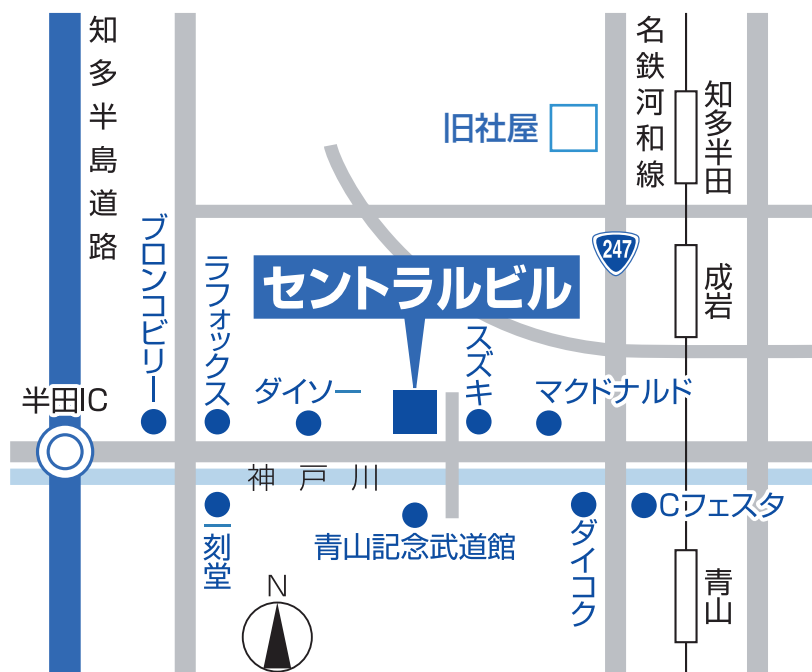 知多半島道路
名鉄河和線
知多半田
旧社屋
ブロンコビリー
ラフォックス
247
セントラルビル
成岩
スズキ
半田IC
ダイソー
マクドナルド
神戸川
Cフェスタ
一刻堂
青山記念武道館
ダイコク
青山
N